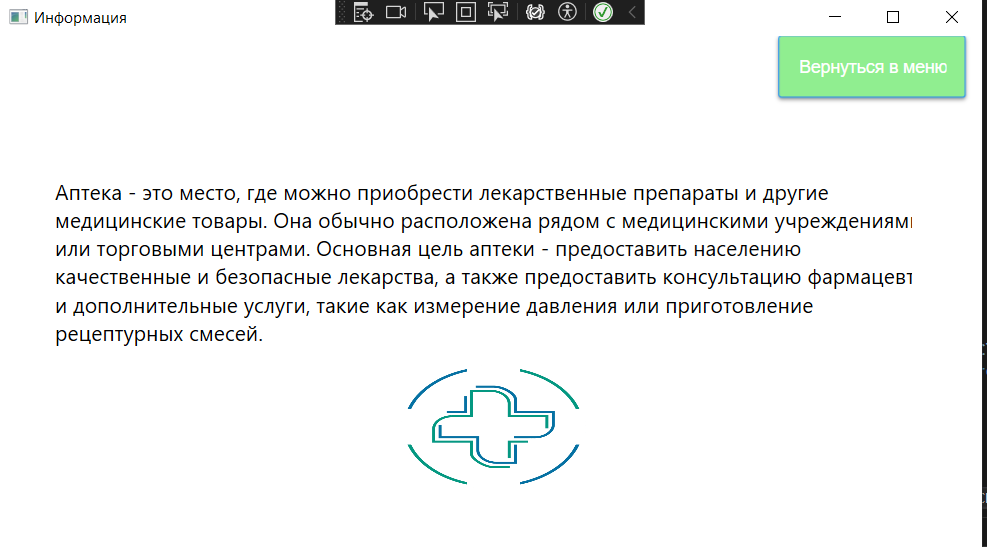 Информация
Вернуться в меню
Аптека - это место, где можно приобрести лекарственные препараты и другие
медицинские товары. Она обычно расположена рядом с медицинскими учреждениями
или торговыми центрами. Основная цель аптеки - предоставить населению
качественные и безопасные лекарства, а также предоставить консультацию фармацевт
и дополнительные услуги, такие как измерение давления или приготовление
рецептурных смесей.